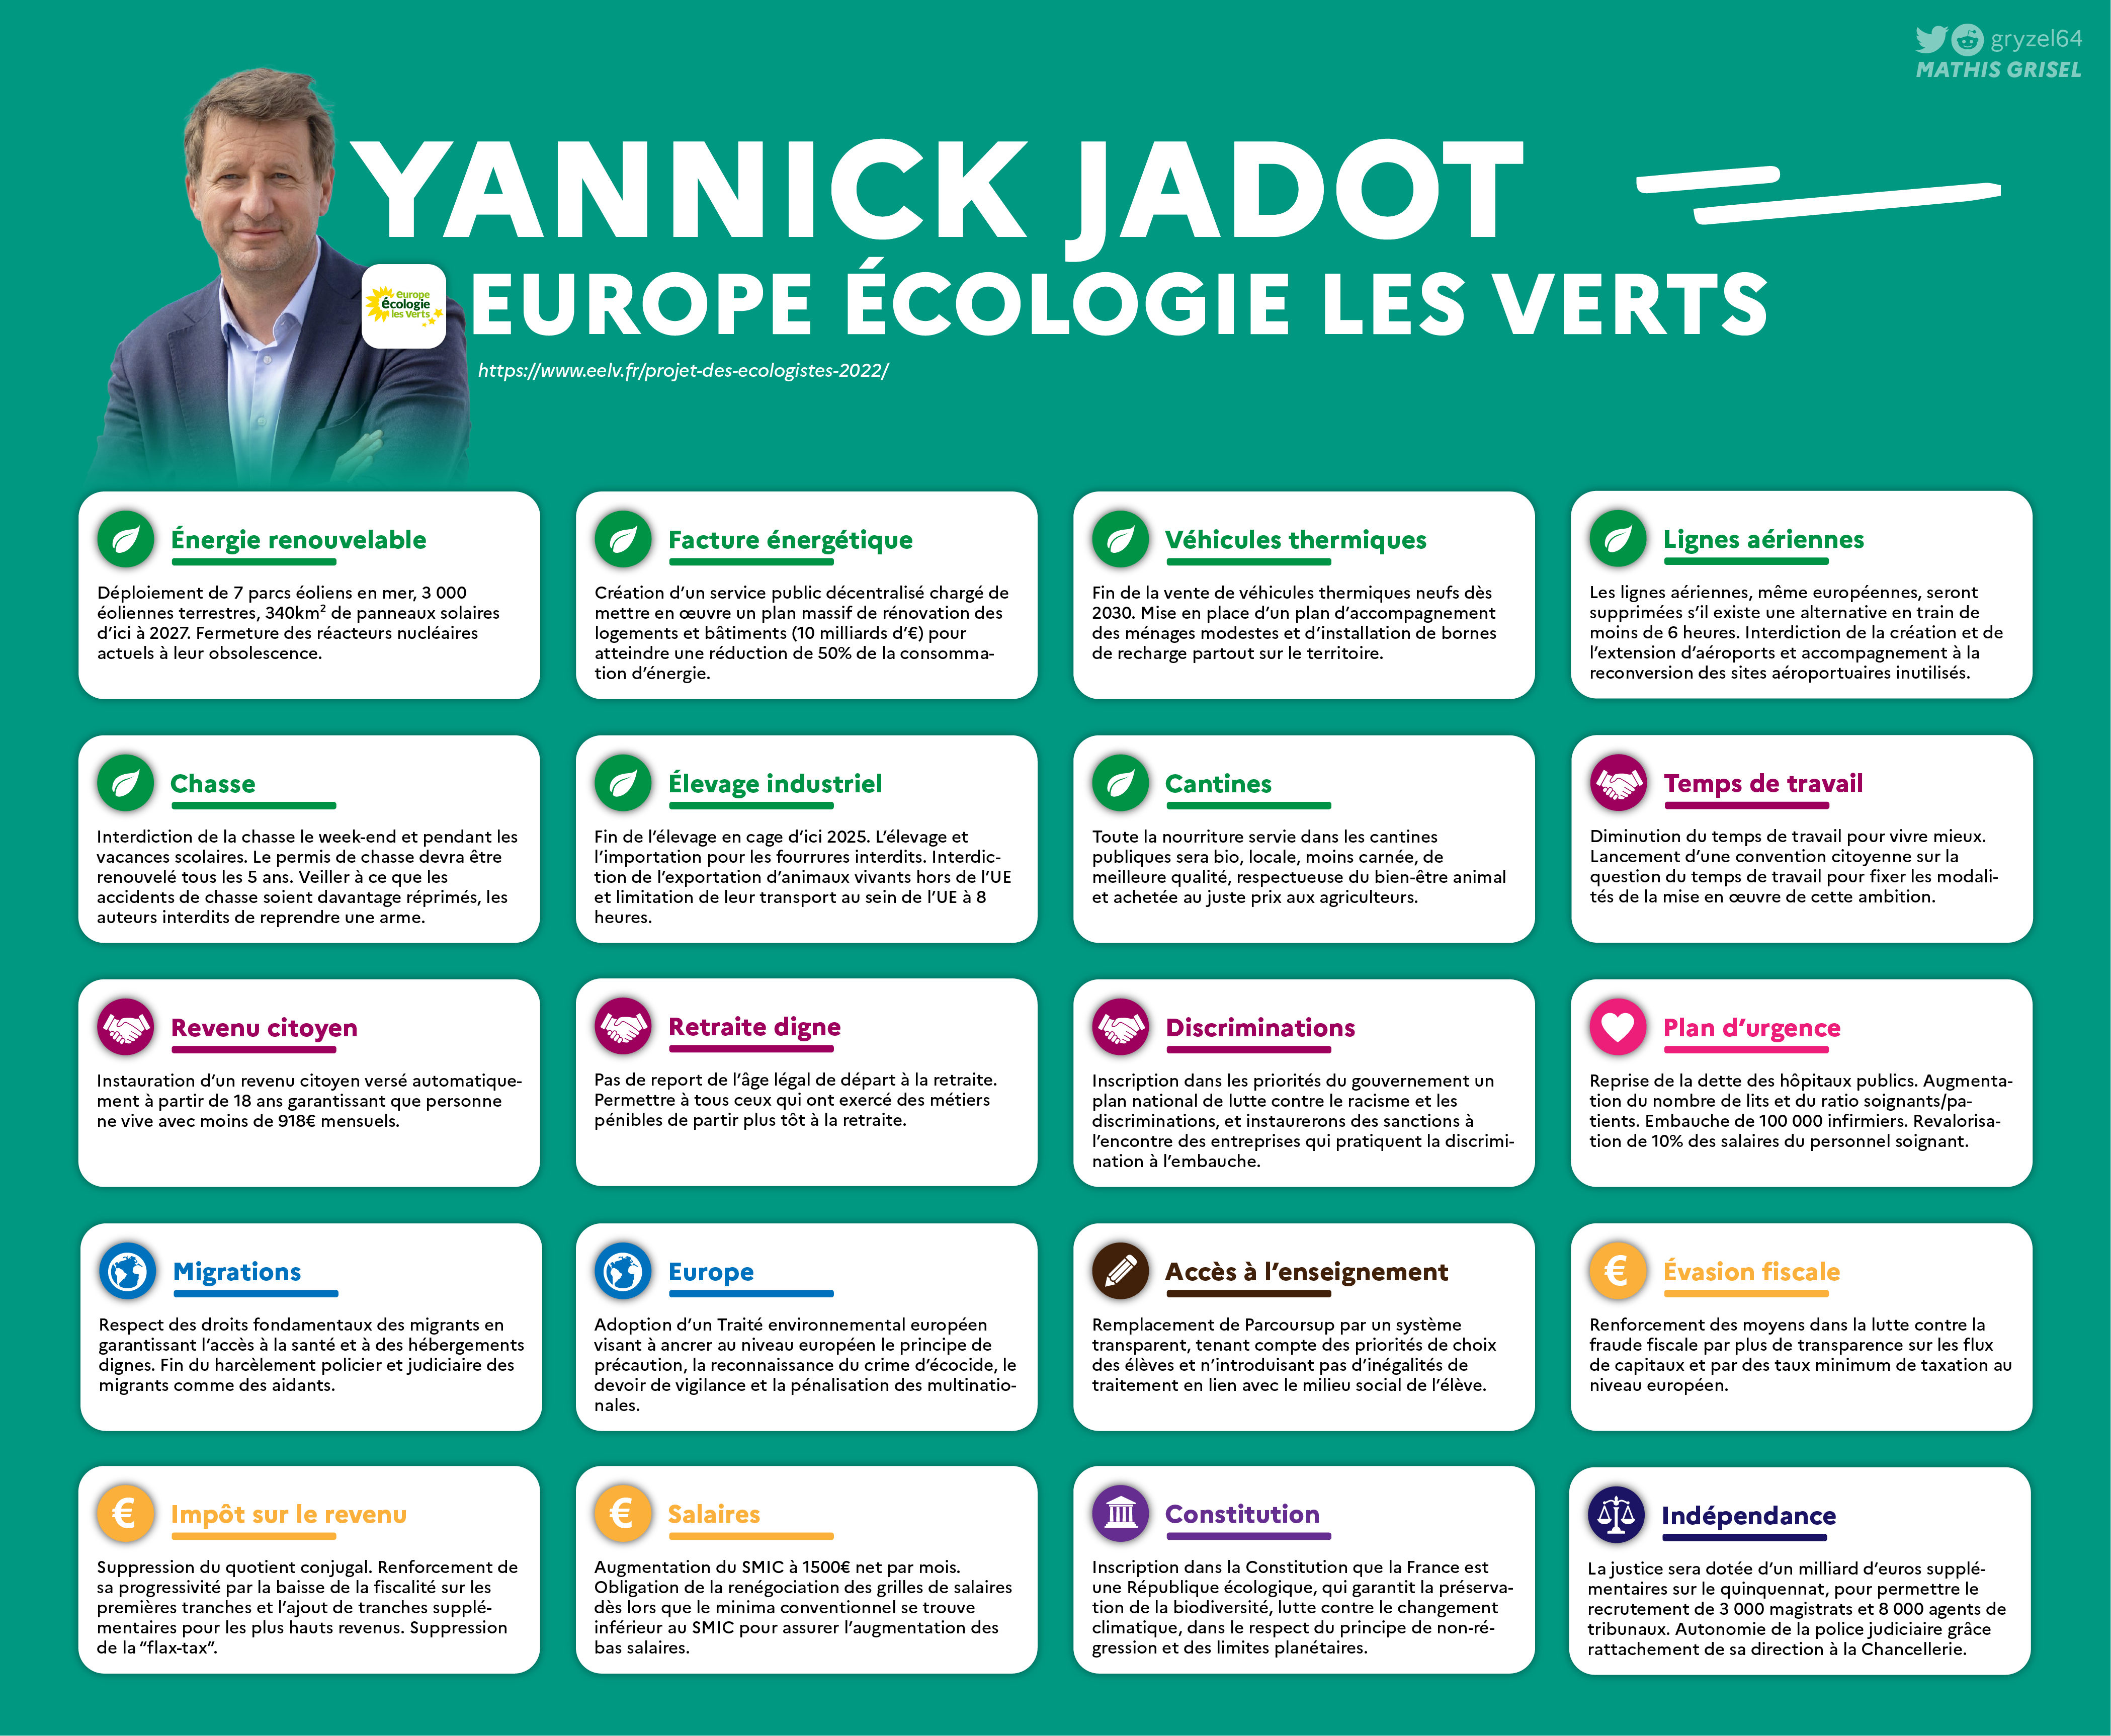 gryzel64
MATHIS GRISEL
YANNICK JADOT
europe
écologie
les Verts
EUROPE ÉCOLOGIE LES VERTS
https://www.eelv.fr/projet-des-ecologistes-2022/
Énergie renouvelable
Déploiement de 7 parcs éoliens en mer, 3 000
éoliennes terrestres, 340km² de panneaux solaires
d'ici à 2027. Fermeture des réacteurs nucléaires
actuels à leur obsolescence.
Facture énergétique
Création d'un service public décentralisé chargé de
mettre en œuvre un plan massif de rénovation des
logements et bâtiments (10 milliards d'€) pour
atteindre une réduction de 50% de la consomma-
tion d'énergie.
Véhicules thermiques
Fin de la vente de véhicules thermiques neufs dès
2030. Mise en place d'un plan d'accompagnement
des ménages modestes et d'installation de bornes
de recharge partout sur le territoire.
Lignes aériennes
Les lignes aériennes, même européennes, seront
supprimées s'il existe une alternative en train de
moins de 6 heures. Interdiction de la création et de
l'extension d'aéroports et accompagnement à la
reconversion des sites aéroportuaires inutilisés.
Chasse
Interdiction de la chasse le week-end et pendant les
vacances scolaires. Le permis de chasse devra être
renouvelé tous les 5 ans. Veiller à ce que les
accidents de chasse soient davantage réprimés, les
auteurs interdits de reprendre une arme.
Élevage industriel
Fin de l'élevage en cage d'ici 2025. L'élevage et
l'importation pour les fourrures interdits. Interdic-
tion de l'exportation d'animaux vivants hors de l'UE
et limitation de leur transport au sein de l'UE à 8
heures.
Cantines
Toute la nourriture servie dans les cantines
publiques sera bio, locale, moins carnée, de
meilleure qualité, respectueuse du bien-être animal
et achetée au juste prix aux agriculteurs.
Temps de travail
Diminution du temps de travail pour vivre mieux.
Lancement d'une convention citoyenne sur la
question du temps de travail pour fixer les modali-
tés de la mise en œuvre de cette ambition.
Revenu citoyen
Instauration d'un revenu citoyen versé automatique-
ment à partir de 18 ans garantissant que personne
ne vive avec moins de 918€ mensuels.
Retraite digne
Pas de report de l'âge légal de départ à la retraite.
Permettre à tous ceux qui ont exercé des métiers
pénibles de partir plus tôt à la retraite.
Discriminations
Inscription dans les priorités du gouvernement un
plan national de lutte contre le racisme et les
discriminations, et instaurerons des sanctions à
l'encontre des entreprises qui pratiquent la discrimi-
nation à l'embauche.
Plan d'urgence
Reprise de la dette des hôpitaux publics. Augmenta-
tion du nombre de lits et du ratio soignants/pa-
tients. Embauche de 100 000 infirmiers. Revalorisa-
tion de 10% des salaires du personnel soignant.
Migrations
Respect des droits fondamentaux des migrants en
garantissant l'accès à la santé et à des hébergements
dignes. Fin du harcèlement policier et judiciaire des
migrants comme des aidants.
Europe
Adoption d'un Traité environnemental européen
visant à ancrer au niveau européen le principe de
précaution, la reconnaissance du crime d'écocide, le
devoir de vigilance et la pénalisation des multinatio-
nales.
Accès à l'enseignement
Remplacement de Parcoursup par un système
transparent, tenant compte des priorités de choix
des élèves et n'introduisant pas d'inégalités de
traitement en lien avec le milieu social de l'élève.
Évasion fiscale
Renforcement des moyens dans la lutte contre la
fraude fiscale par plus de transparence sur les flux
de capitaux et par des taux minimum de taxation au
niveau européen.
Impôt sur le revenu
Suppression du quotient conjugal. Renforcement de
sa progressivité par la baisse de la fiscalité sur les
premières tranches et l'ajout de tranches supplé-
mentaires pour les plus hauts revenus. Suppression
de la "flax-tax".
Salaires
Augmentation du SMIC à 1500€ net par mois.
Obligation de la renégociation des grilles de salaires
dès lors que le minima conventionnel se trouve
inférieur au SMIC pour assurer l'augmentation des
bas salaires.
Constitution
Inscription dans la Constitution que la France est
une République écologique, qui garantit la préserva-
tion de la biodiversité, lutte contre le changement
climatique, dans le respect du principe de non-ré-
gression et des limites planétaires.
Indépendance
La justice sera dotée d'un milliard d'euros supplé-
mentaires sur le quinquennat, pour permettre le
recrutement de 3 000 magistrats et 8 000 agents de
tribunaux. Autonomie de la police judiciaire grâce
rattachement de sa direction à la Chancellerie.